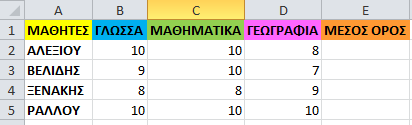 A B C D E
1 ΜΑΘΗΤΕΣ ΓΛΩΣΣΑ ΜΑΘΗΜΑΤΙΚΑ ΓΕΩΓΡΑΦΙΑ ΜΕΣΟΣ ΟΡΟΣ
2 ΑΛΕΞΙΟΥ 10 10 8
3 ΒΕΛΙΔΗΣ 9 10 7
4 ΞΕΝΑΚΗΣ 8 8 9
5 ΡΑΛΛΟΥ 10 10 10